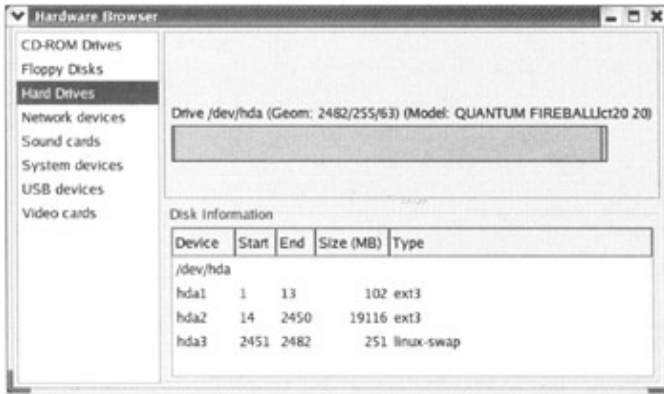 Hardware Browser
CD-ROM Drives
Floppy Disks
Hard Drives
Network devices
Sound cards
System devices
USB devices
Video cards
Drive /dev/hda (Geom: 2482/255/63) (Model: QUANTUM FIREBALLlct20 20)
Disk Information
Device Start End Size (MB) Type
/dev/hda
hda1 1 13 102 ext3
hda2 14 2450 19116 ext3
hda3 2451 2482 251 linux-swap